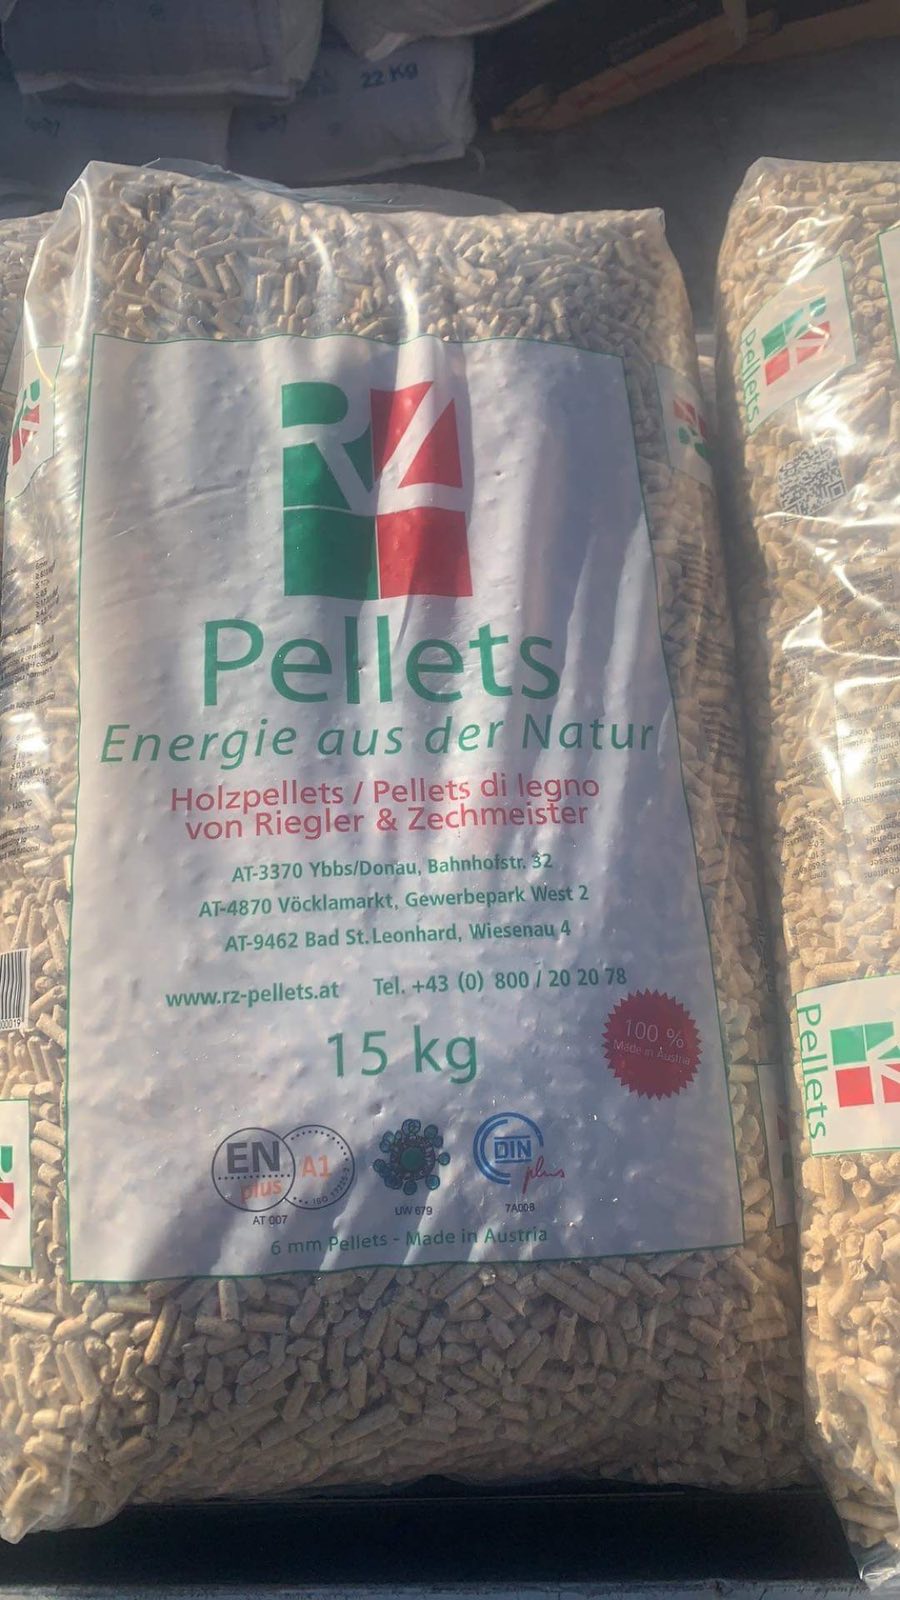 22 Kg
RZ
Pellets
Energie aus der Natur
Holzpellets / Pellets di legno
von Riegler & Zechmeister
AT-3370 Ybbs/Donau, Bahnhofstr. 32
AT-4870 Vöcklamarkt, Gewerbepark West 2
AT-9462 Bad St. Leonhard, Wiesenau 4
www.rz-pellets.at Tel. +43 (0) 800 / 20 20 78
15 kg
100 %
Made in Austria
EN
plus
A1
AT 007
UW 679
DIN
plus
7A008
6 mm Pellets - Made in Austria
Pellets
Pellets